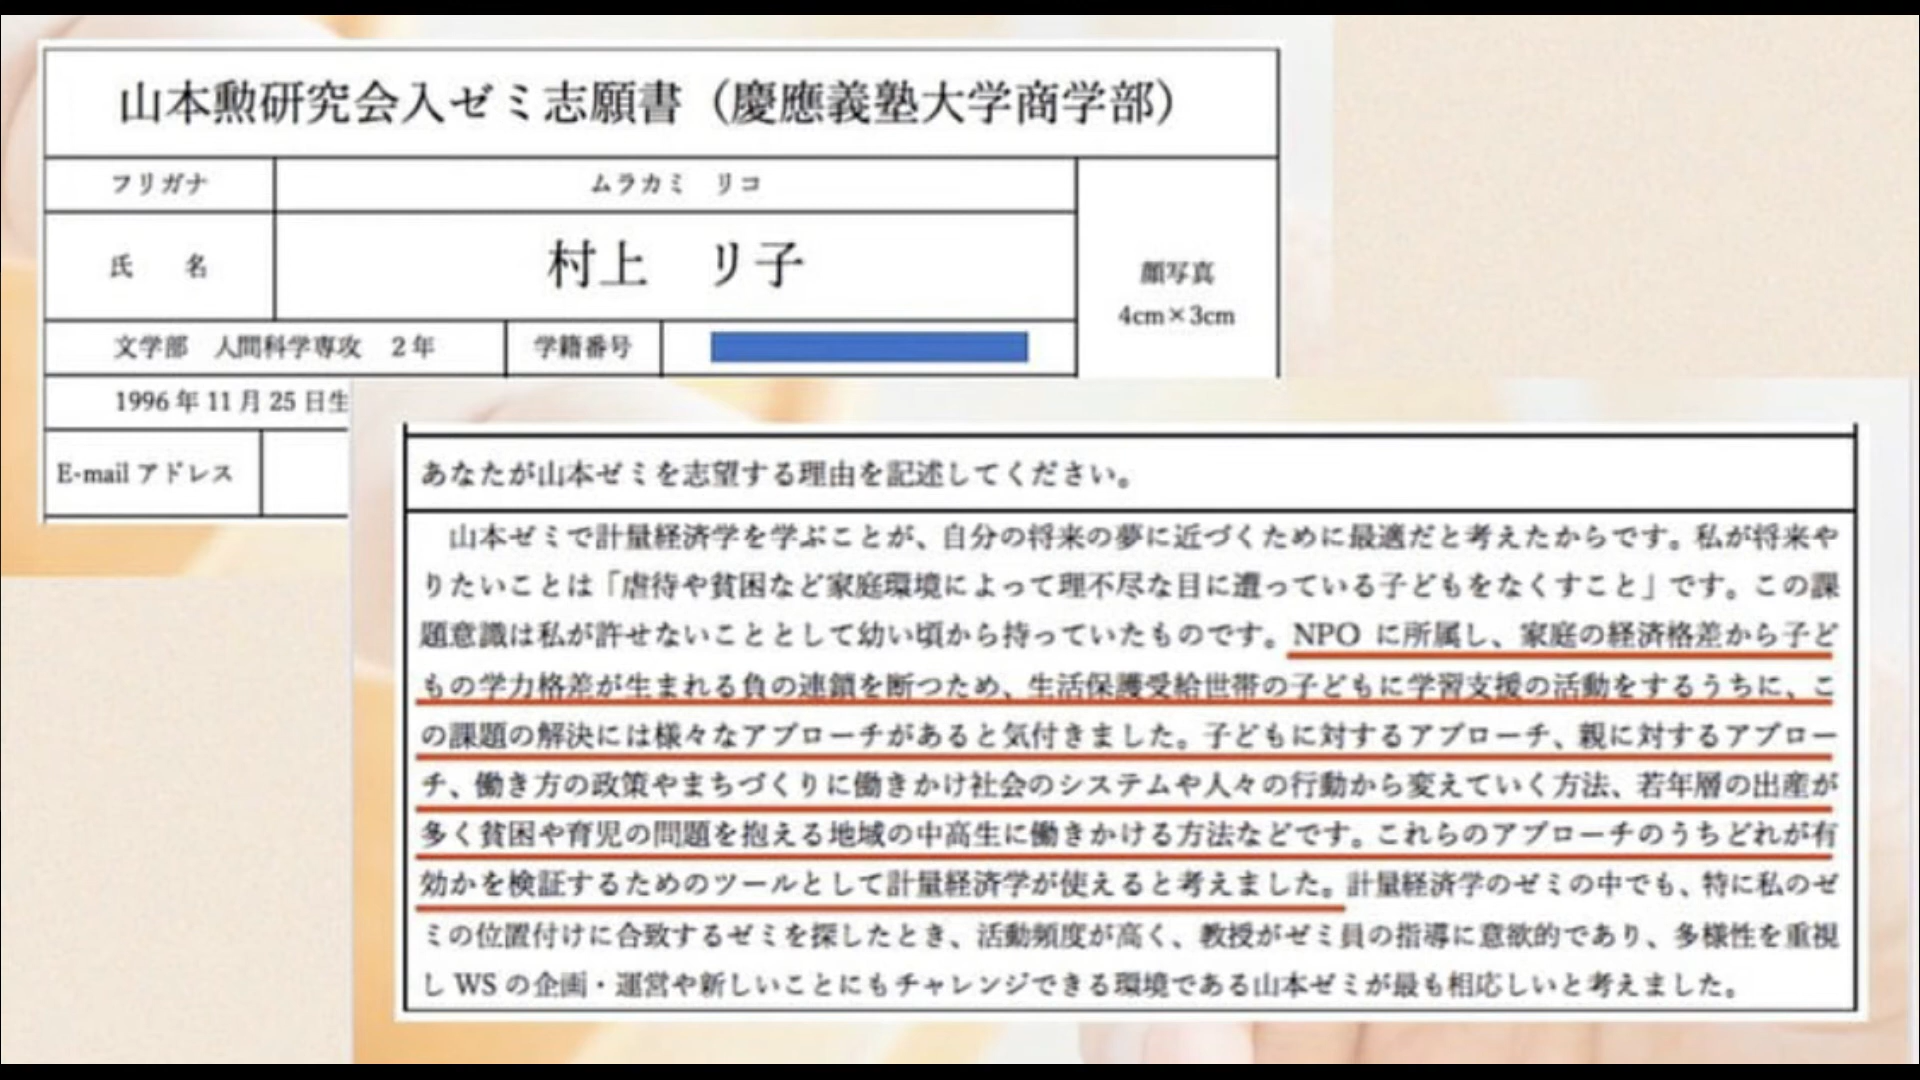 山本勲研究会入ゼミ志願書（慶應義塾大学商学部）
フリガナ
ムラカミ　リコ
氏　名
村上　リ子
顔写真
4cm×3cm
文学部　人間科学専攻　２年
学籍番号
1996年11月25日生
E-mail アドレス
あなたが山本ゼミを志望する理由を記述してください。
山本ゼミで計量経済学を学ぶことが、自分の将来の夢に近づくために最適だと考えたからです。私が将来や
りたいことは「虐待や貧困など家庭環境によって理不尽な目に遭っている子どもをなくすこと」です。この課
題意識は私が許せないこととして幼い頃から持っていたものです。NPO に所属し、家庭の経済格差から子ど
もの学力格差が生まれる負の連鎖を断つため、生活保護受給世帯の子どもに学習支援の活動をするうちに、こ
の課題の解決には様々なアプローチがあると気付きました。子どもに対するアプローチ、親に対するアプロー
チ、働き方の政策やまちづくりに働きかけ社会のシステムや人々の行動から変えていく方法、若年層の出産が
多く貧困や育児の問題を抱える地域の中高生に働きかける方法などです。これらのアプローチのうちどれが有
効かを検証するためのツールとして計量経済学が使えると考えました。計量経済学のゼミの中でも、特に私のゼ
ミの位置付けに合致するゼミを探したとき、活動頻度が高く、教授がゼミ員の指導に意欲的であり、多様性を重視
し WS の企画・運営や新しいことにもチャレンジできる環境である山本ゼミが最も相応しいと考えました。